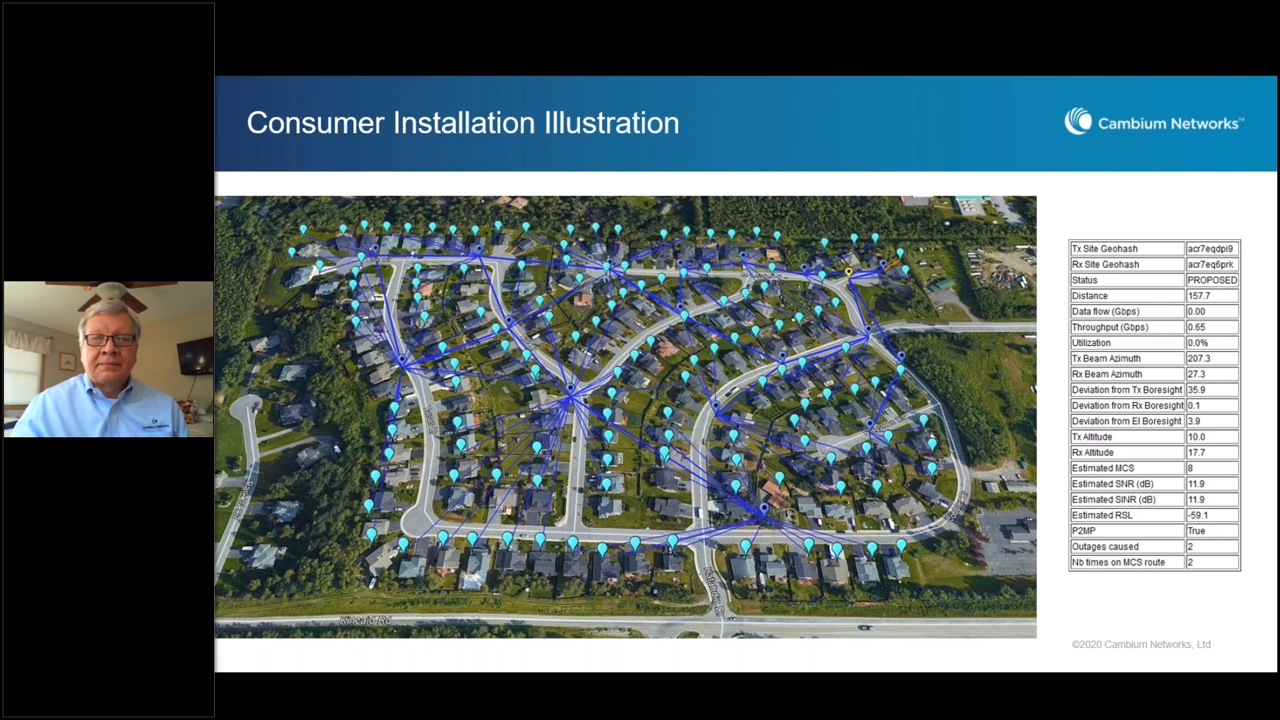 Consumer Installation Illustration
Cambium Networks™
Tx Site Geohash acr7eqdpi9
Rx Site Geohash acr7eq6prk
Status PROPOSED
Distance 157.7
Data flow (Gbps) 0.00
Throughput (Gbps) 0.65
Utilization 0.0%
Tx Beam Azimuth 207.3
Rx Beam Azimuth 27.3
Deviation from Tx Boresight 35.9
Deviation from Rx Boresight 0.1
Deviation from El Boresight 3.9
Tx Altitude 10.0
Rx Altitude 17.7
Estimated MCS 8
Estimated SNR (dB) 11.9
Estimated SINR (dB) 11.9
Estimated RSL -59.1
P2MP True
Outages caused 2
Nb times on MCS route 2
Kincaid Rd
©2020 Cambium Networks, Ltd